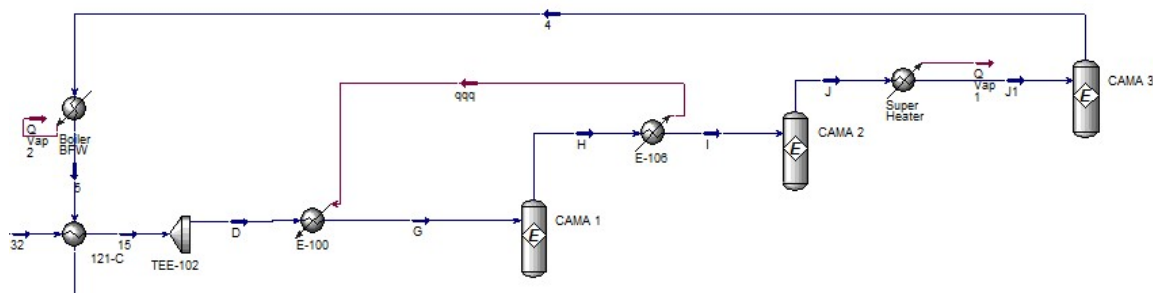 4
qqq
Q
Vap
2
Boiler
BFW
5
32
121-C
15
TEE-102
D
E-100
G
E
CAMA 1
H
E-106
I
E
CAMA 2
J
Super
Heater
Q
Vap
1
J1
E
CAMA 3